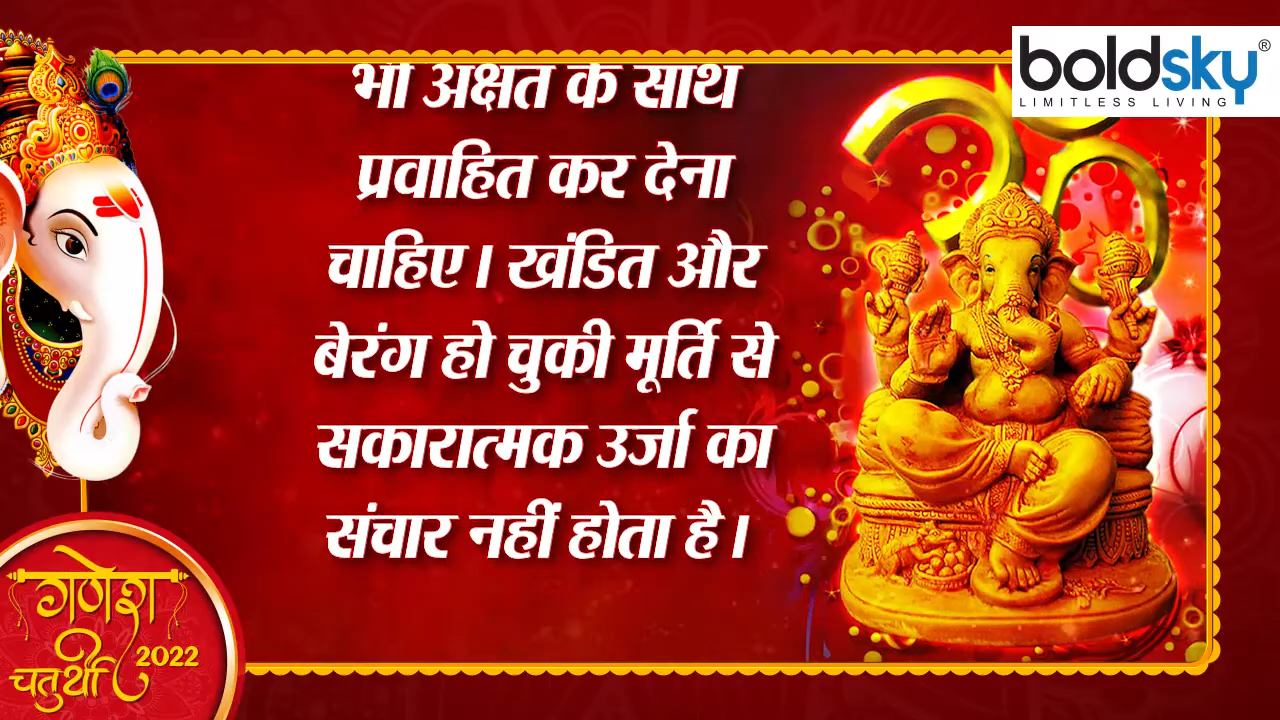 boldsky®
LIMITLESS LIVING
भी अक्षत के साथ
प्रवाहित कर देना
चाहिए। खंडित और
बेरंग हो चुकी मूर्ति से
सकारात्मक उर्जा का
संचार नहीं होता है।
गणेश
चतुर्थी 2022